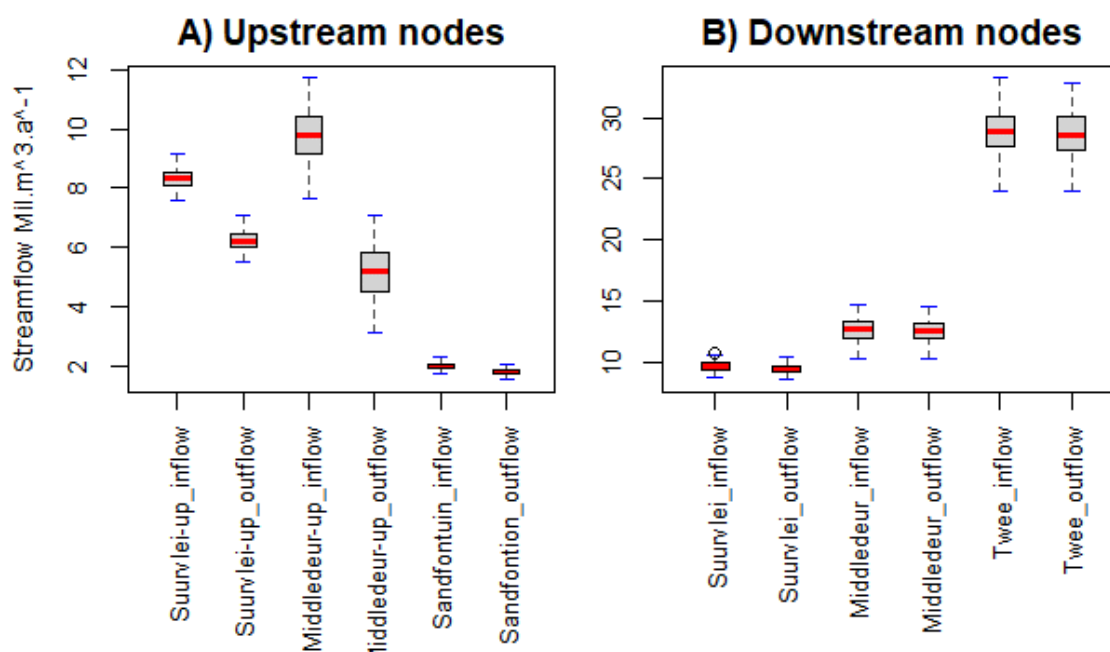 A) Upstream nodes
B) Downstream nodes
Streamflow Mil.m^3.a^-1
12
10
8
6
4
2
30
25
20
15
10
Suurvlei-up_inflow
Suurvlei-up_outflow
Middledeur-up_inflow
Middledeur-up_outflow
Sandfontuin_inflow
Sandfontion_outflow
Suurvlei_inflow
Suurvlei_outflow
Middledeur_inflow
Middledeur_outflow
Twee_inflow
Twee_outflow